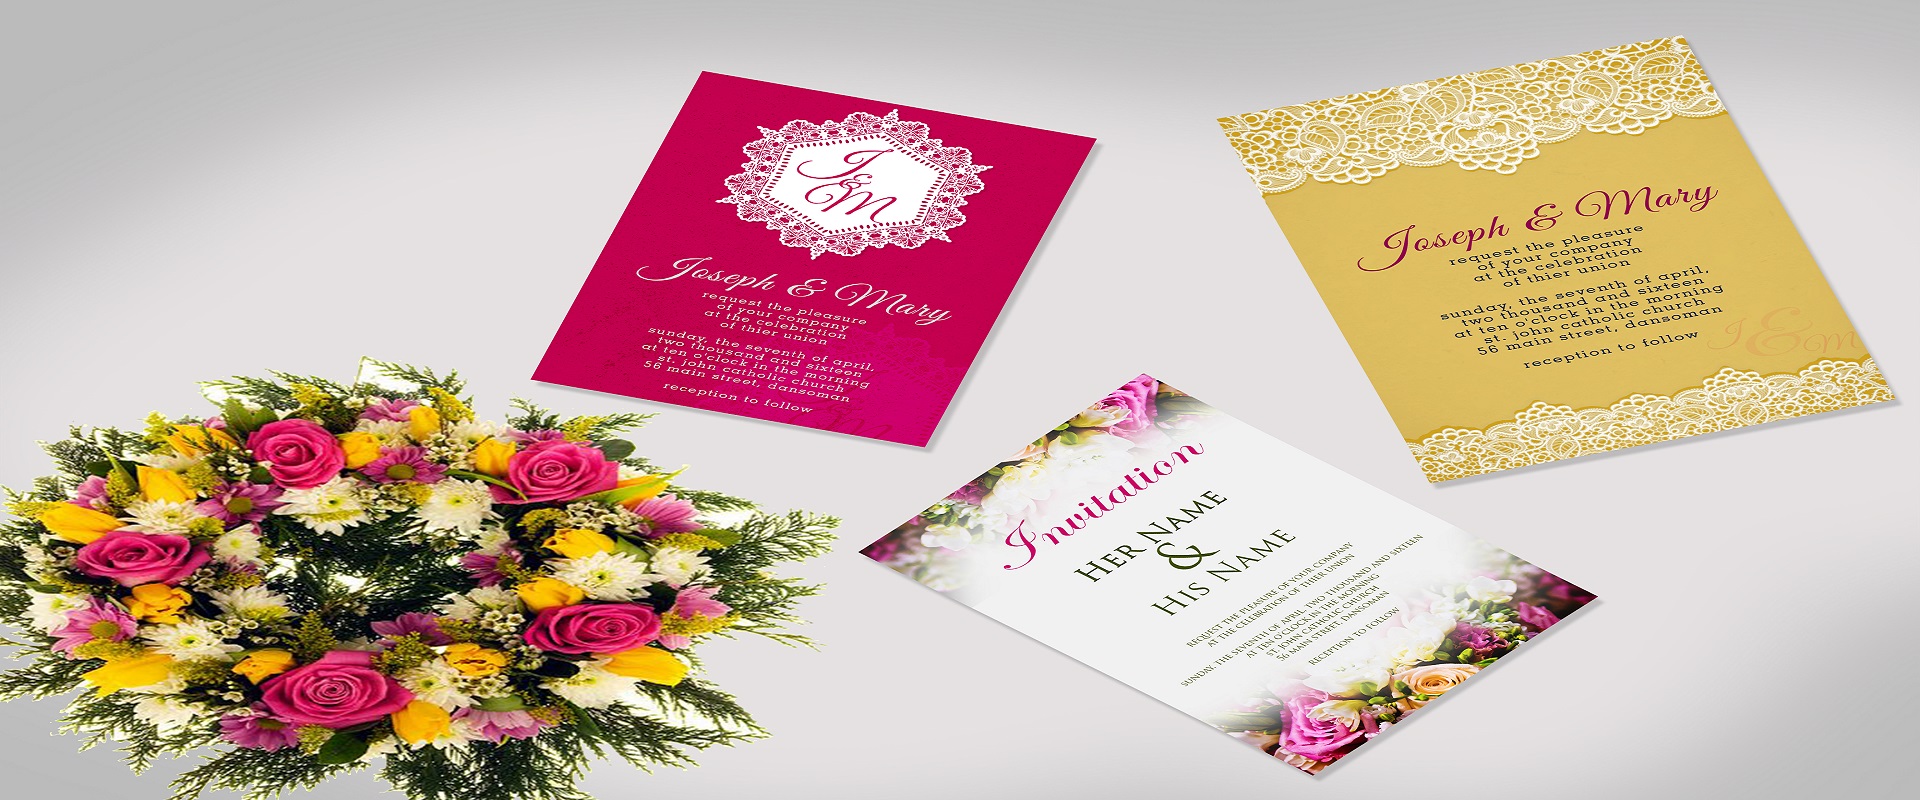 J
&
M
Joseph & Mary
request the pleasure
of your company
at the celebration
of thier union
sunday, the seventh of april,
two thousand and sixteen
at ten o'clock in the morning
st. john catholic church
56 main street, dansoman
reception to follow
Joseph & Mary
request the pleasure
of your company
at the celebration
of thier union
sunday, the seventh of april,
two thousand and sixteen
at ten o'clock in the morning
st. john catholic church
56 main street, dansoman
reception to follow
J&M
Invitation
Her Name
&
His Name
REQUEST THE PLEASURE OF YOUR COMPANY
AT THE CELEBRATION OF THIER UNION
SUNDAY, THE SEVENTH OF APRIL, TWO THOUSAND AND SIXTEEN
AT TEN O'CLOCK IN THE MORNING
ST. JOHN CATHOLIC CHURCH
56 MAIN STREET, DANSOMAN
RECEPTION TO FOLLOW